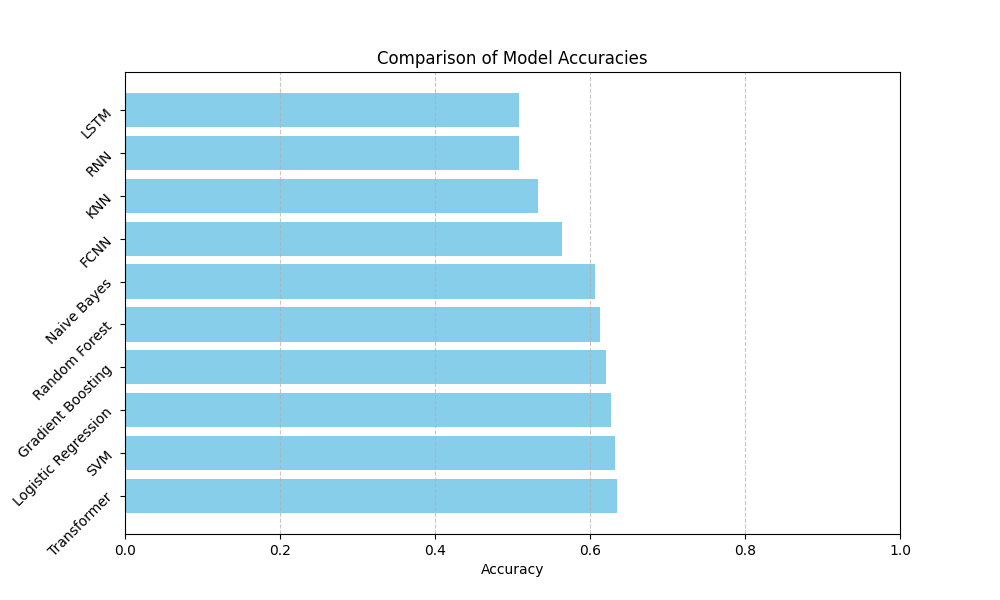 Comparison of Model Accuracies
LSTM
RNN
KNN
FCNN
Naive Bayes
Random Forest
Gradient Boosting
Logistic Regression
SVM
Transformer
0.0 0.2 0.4 0.6 0.8 1.0
Accuracy